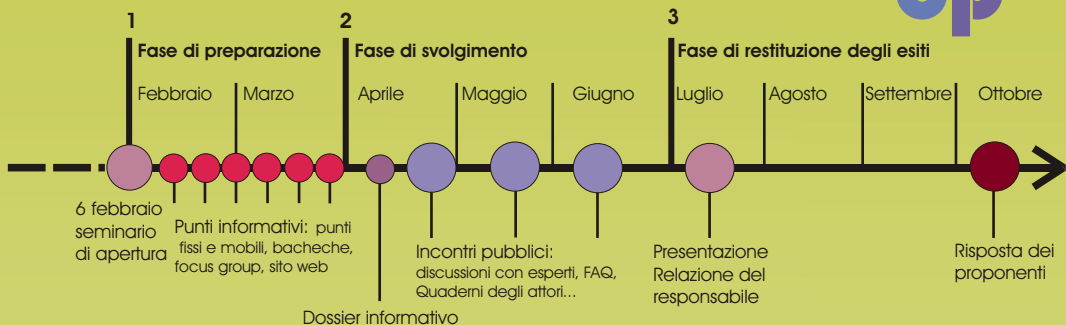 1
2
3
Fase di preparazione
Fase di svolgimento
Fase di restituzione degli esiti
Febbraio
Marzo
Aprile
Maggio
Giugno
Luglio
Agosto
Settembre
Ottobre
6 febbraio
seminario
di apertura
Punti informativi: punti
fissi e mobili, bacheche,
focus group, sito web
Dossier informativo
Incontri pubblici:
discussioni con esperti, FAQ,
Quaderni degli attori...
Presentazione
Relazione del
responsabile
Risposta dei
proponenti